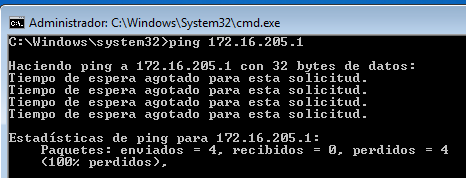 Administrador: C:\Windows\System32\cmd.exe
C:\Windows\system32>ping 172.16.205.1
Haciendo ping a 172.16.205.1 con 32 bytes de datos:
Tiempo de espera agotado para esta solicitud.
Tiempo de espera agotado para esta solicitud.
Tiempo de espera agotado para esta solicitud.
Tiempo de espera agotado para esta solicitud.
Estadísticas de ping para 172.16.205.1:
Paquetes: enviados = 4, recibidos = 0, perdidos = 4
(100% perdidos),